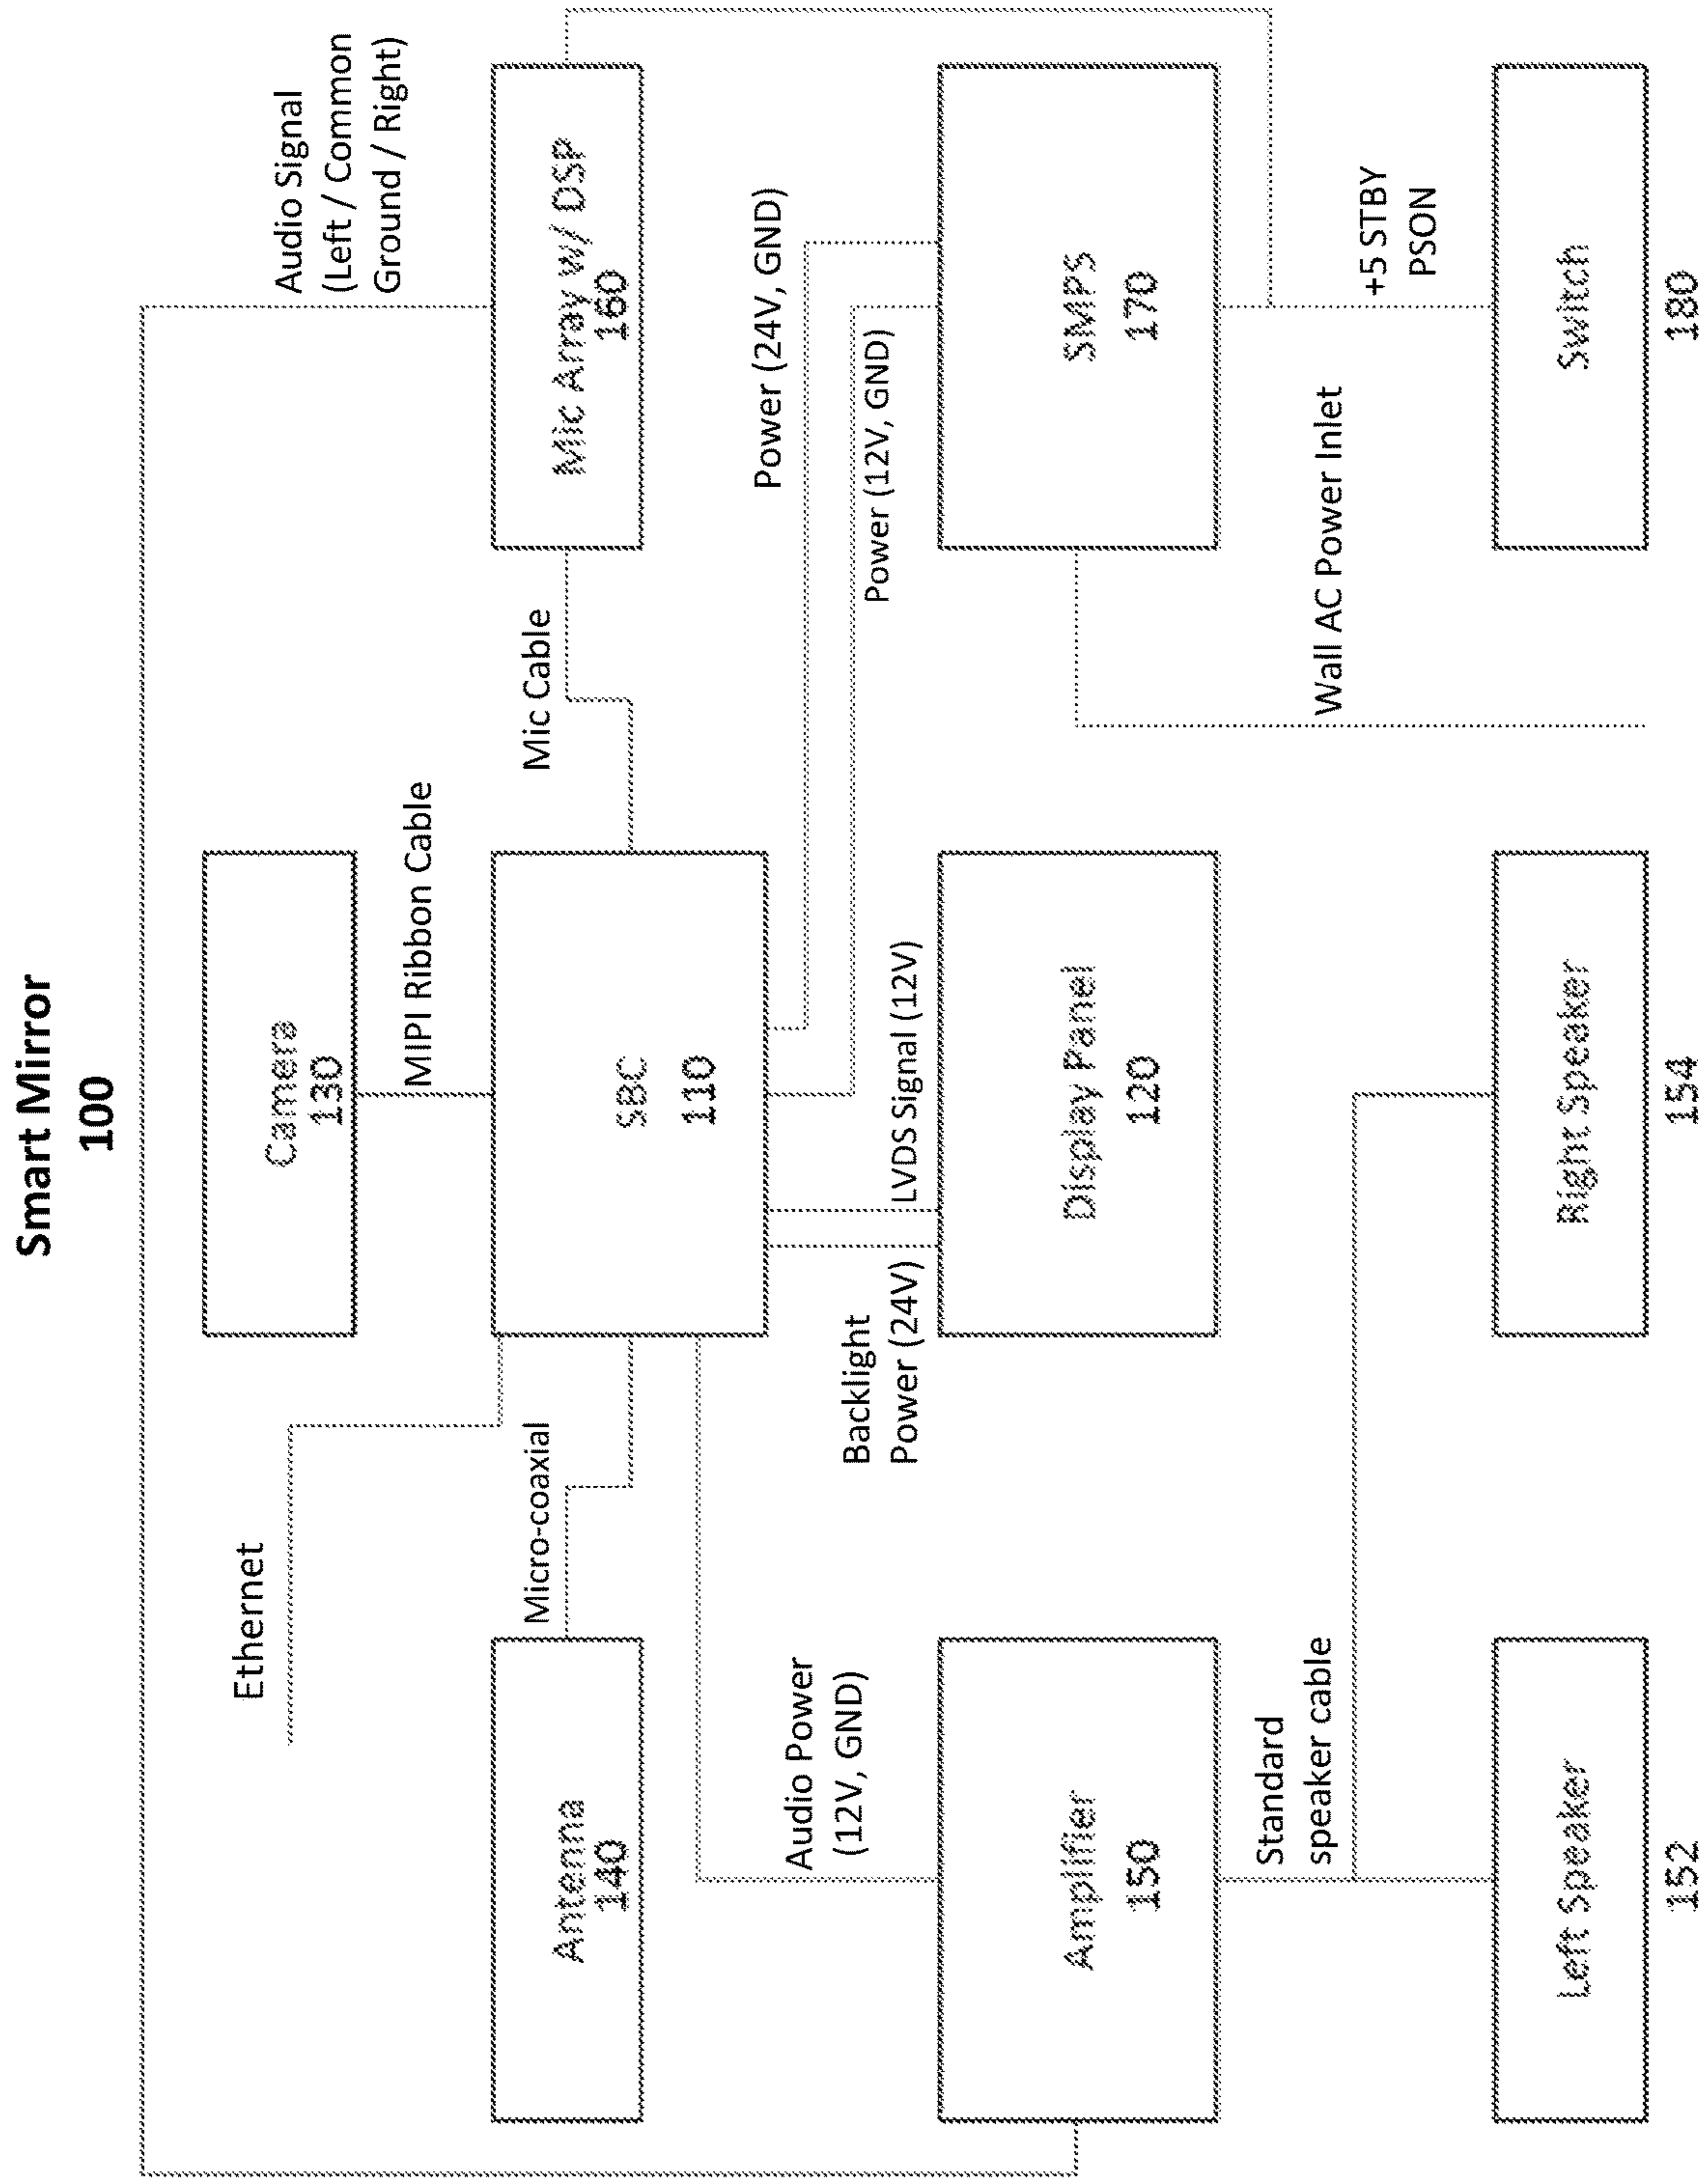 Smart Mirror
100
Audio Signal
(Left / Common
Ground / Right)
Ethernet
Camera
130
MIPI Ribbon Cable
Antenna
140
Micro-coaxial
SBC
110
Mic Cable
Mic Array w/ DSP
160
Audio Power
(12V, GND)
Backlight
Power (24V)
LVDS Signal (12V)
Power (24V, GND)
Power (12V, GND)
Amplifier
150
Display Panel
120
SMPS
170
Standard
speaker cable
Wall AC Power Inlet
+5 STBY
PSON
Left Speaker
152
Right Speaker
154
Switch
180